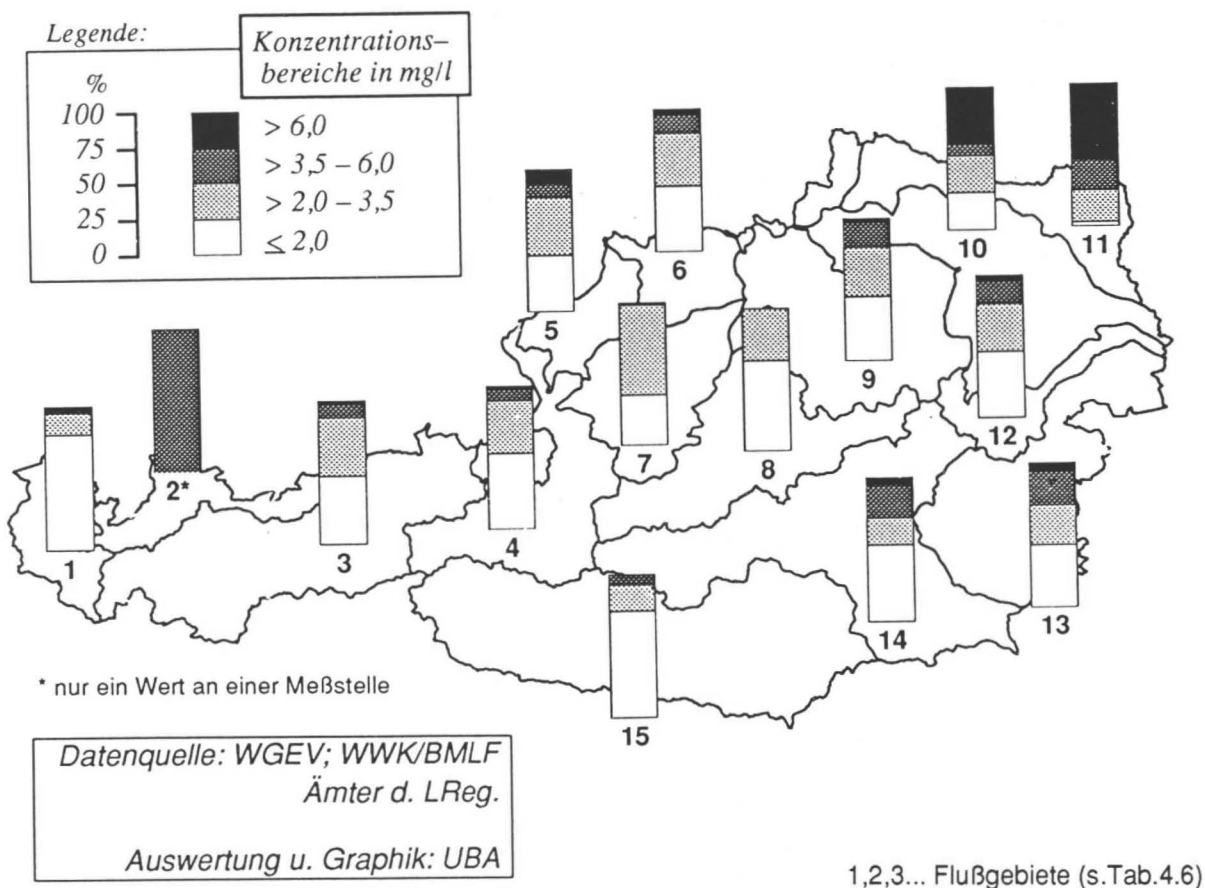 Legende:
Konzentrations–
bereiche in mg/l
%
100
75
50
25
0
> 6,0
> 3,5 – 6,0
> 2,0 – 3,5
≤ 2,0
1
2*
3
4
5
6
7
8
9
10
11
12
13
14
15
* nur ein Wert an einer Meßstelle
Datenquelle: WGEV; WWK/BMLF
Ämter d. LReg.
Auswertung u. Graphik: UBA
1,2,3... Flußgebiete (s.Tab.4.6)